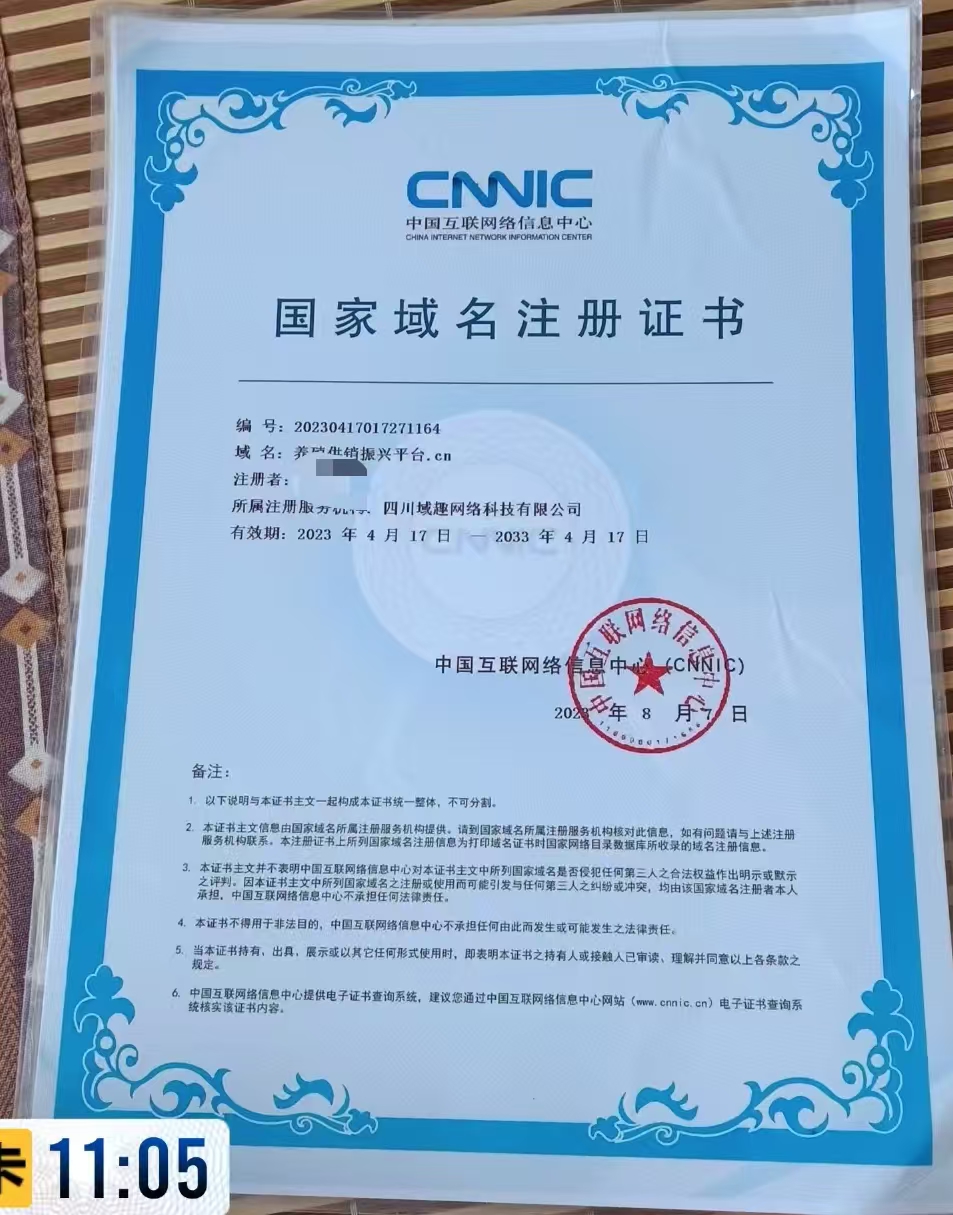 CNNIC
中国互联网络信息中心
CHINA INTERNET NETWORK INFORMATION CENTER
国家域名注册证书
编 号：20230417017271164
域 名：养殖供销振兴平台.cn
注册者：
所属注册服务机构：四川域趣网络科技有限公司
有效期：2023 年 4 月 17 日 — 2033 年 4 月 17 日
CNNIC
中国互联网络信息中心（CNNIC）
2023 年 8 月 7 日
中国互联网络信息中心
备注：
1. 以下说明与本证书主文一起构成本证书统一整体，不可分割。
2. 本证书主文信息由国家域名所属注册服务机构提供。请到国家域名所属注册服务机构核对此信息，如有问题请与上述注册
服务机构联系。本注册证书上所列国家域名注册信息为打印域名证书时国家网络目录数据库所收录的域名注册信息。
3. 本证书主文并不表明中国互联网络信息中心对本证书主文中所列国家域名是否侵犯任何第三人之合法权益作出明示或默示
之评判。因本证书主文中所列国家域名之注册或使用而可能引发与任何第三人之纠纷或冲突，均由该国家域名注册者本人
承担，中国互联网络信息中心不承担任何法律责任。
4. 本证书不得用于非法目的，中国互联网络信息中心不承担任何由此而发生或可能发生之法律责任。
5. 当本证书持有、出具、展示或以其它任何形式使用时，即表明本证书之持有人或接触人已审读、理解并同意以上各条款之
规定。
6. 中国互联网络信息中心提供电子证书查询系统，建议您通过中国互联网络信息中心网站（www.cnnic.cn）电子证书查询系
统核实该证书内容。
卡 11:05